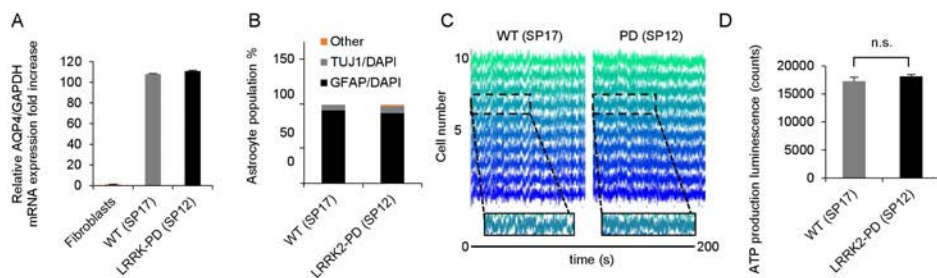 A
Relative AQP4/GAPDH
mRNA expression fold increase
120
100
80
60
40
20
0
Fibroblasts
WT (SP17)
LRRK-PD (SP12)
B
Astrocyte population %
Other
TUJ1/DAPI
GFAP/DAPI
150
100
50
0
WT (SP17)
LRRK2-PD (SP12)
C
WT (SP17)
PD (SP12)
Cell number
10
5
0
time (s)
200
D
ATP production luminescence (counts)
n.s.
20000
15000
10000
5000
0
WT (SP17)
LRRK2-PD (SP12)